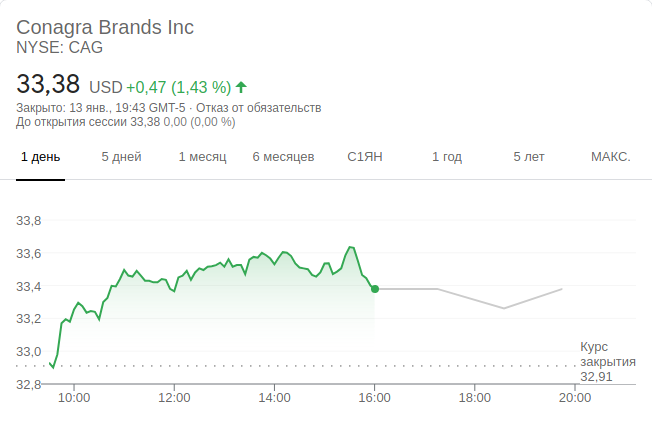 Conagra Brands Inc
NYSE: CAG
33,38 USD +0,47 (1,43 %)
Закрыто: 13 янв., 19:43 GMT-5 · Отказ от обязательств
До открытия сессии 33,38 0,00 (0,00 %)
1 день 5 дней 1 месяц 6 месяцев С1ЯН 1 год 5 лет МАКС.
33,8
33,6
33,4
33,2
33,0
32,8
Курс
закрытия
32,91
10:00 12:00 14:00 16:00 18:00 20:00